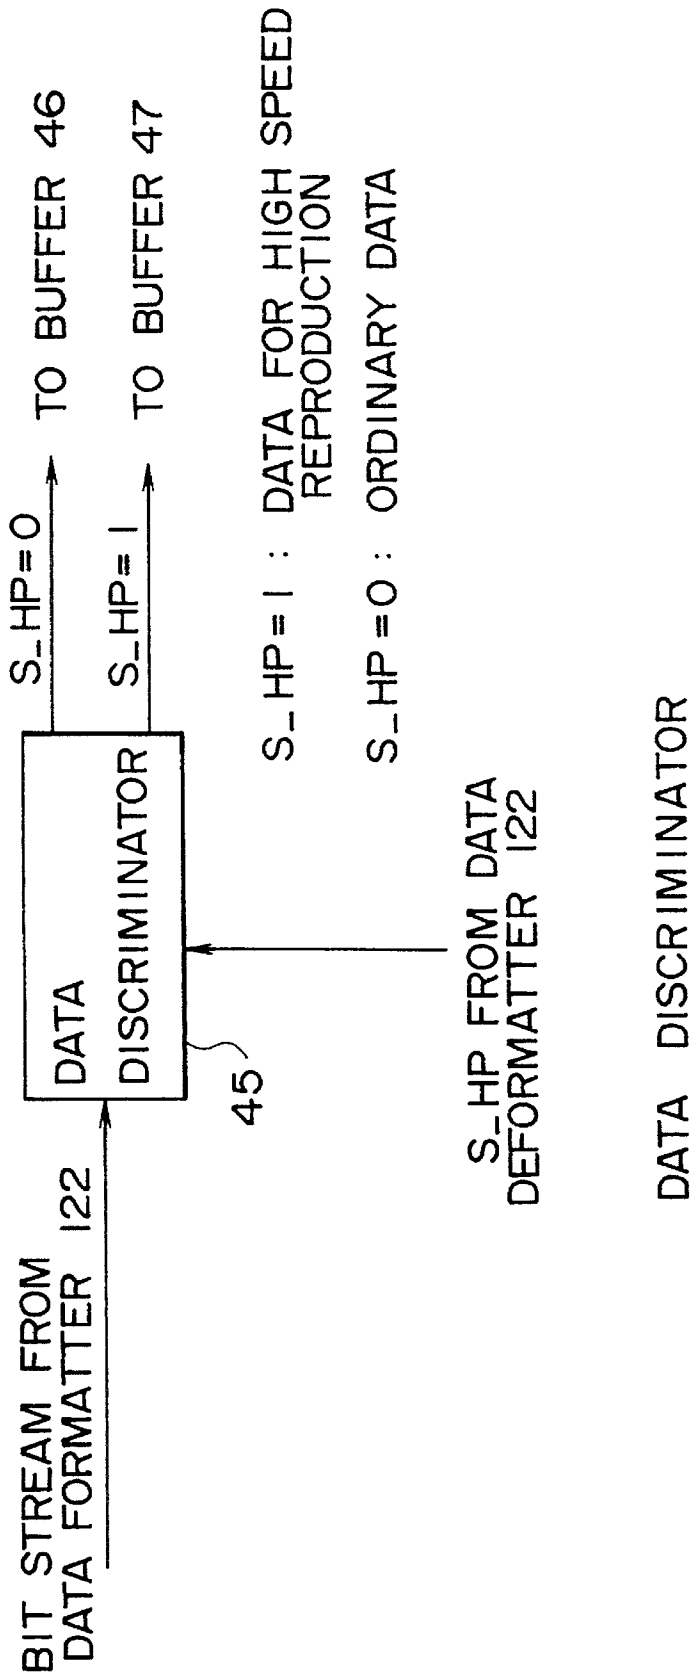 BIT STREAM FROM
DATA FORMATTER 122
DATA
DISCRIMINATOR
45
S_HP=0
TO BUFFER 46
S_HP=1
TO BUFFER 47
S_HP=1 : DATA FOR HIGH SPEED
REPRODUCTION
S_HP=0 : ORDINARY DATA
S_HP FROM DATA
DEFORMATTER 122
DATA DISCRIMINATOR